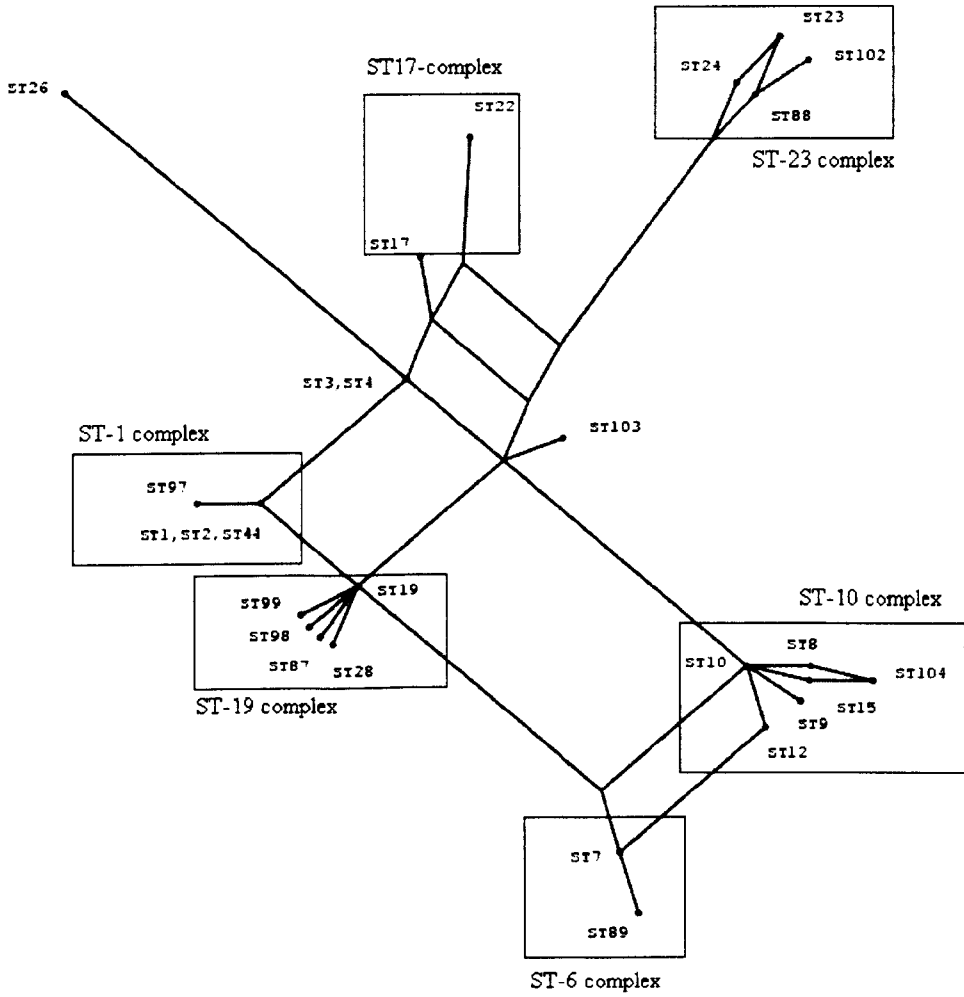 ST23
ST102
ST24
ST88
ST-23 complex
ST17-complex
ST22
ST17
ST26
ST3,ST4
ST103
ST-1 complex
ST97
ST1,ST2,ST44
ST19
ST99
ST98
ST87
ST28
ST-19 complex
ST-10 complex
ST10
ST8
ST104
ST15
ST9
ST12
ST7
ST89
ST-6 complex